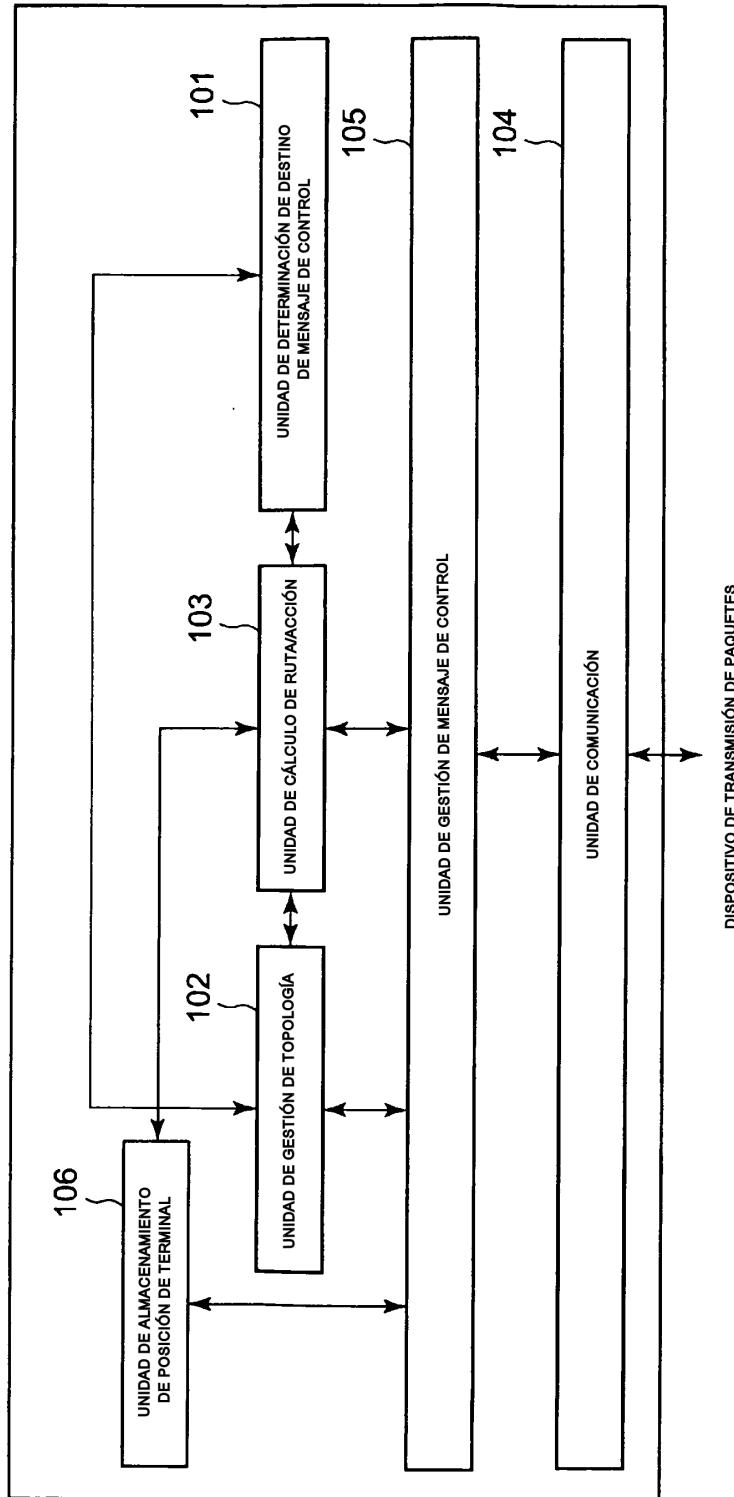 106
UNIDAD DE ALMACENAMIENTO
DE POSICIÓN DE TERMINAL
102
UNIDAD DE GESTIÓN DE TOPOLOGÍA
103
UNIDAD DE CÁLCULO DE RUTA/ACCIÓN
101
UNIDAD DE DETERMINACIÓN DE DESTINO
DE MENSAJE DE CONTROL
105
UNIDAD DE GESTIÓN DE MENSAJE DE CONTROL
104
UNIDAD DE COMUNICACIÓN
DISPOSITIVO DE TRANSMISIÓN DE PAQUETES